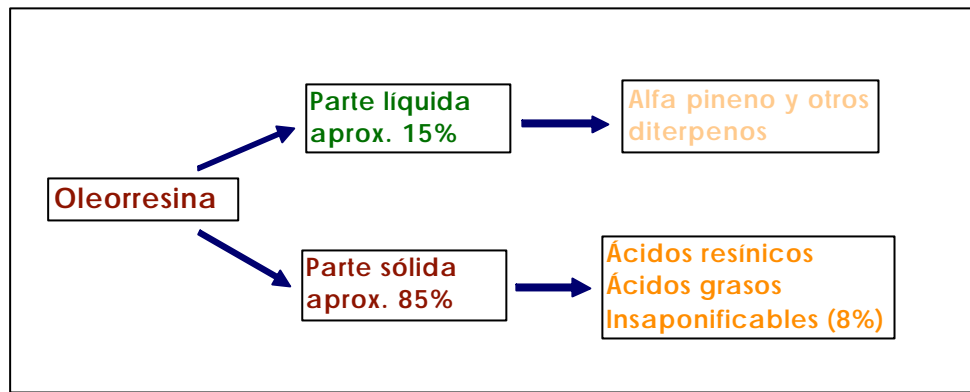 Parte líquida
aprox. 15%
Alfa pineno y otros
diterpenos
Oleorresina
Parte sólida
aprox. 85%
Ácidos resínicos
Ácidos grasos
Insaponificables (8%)